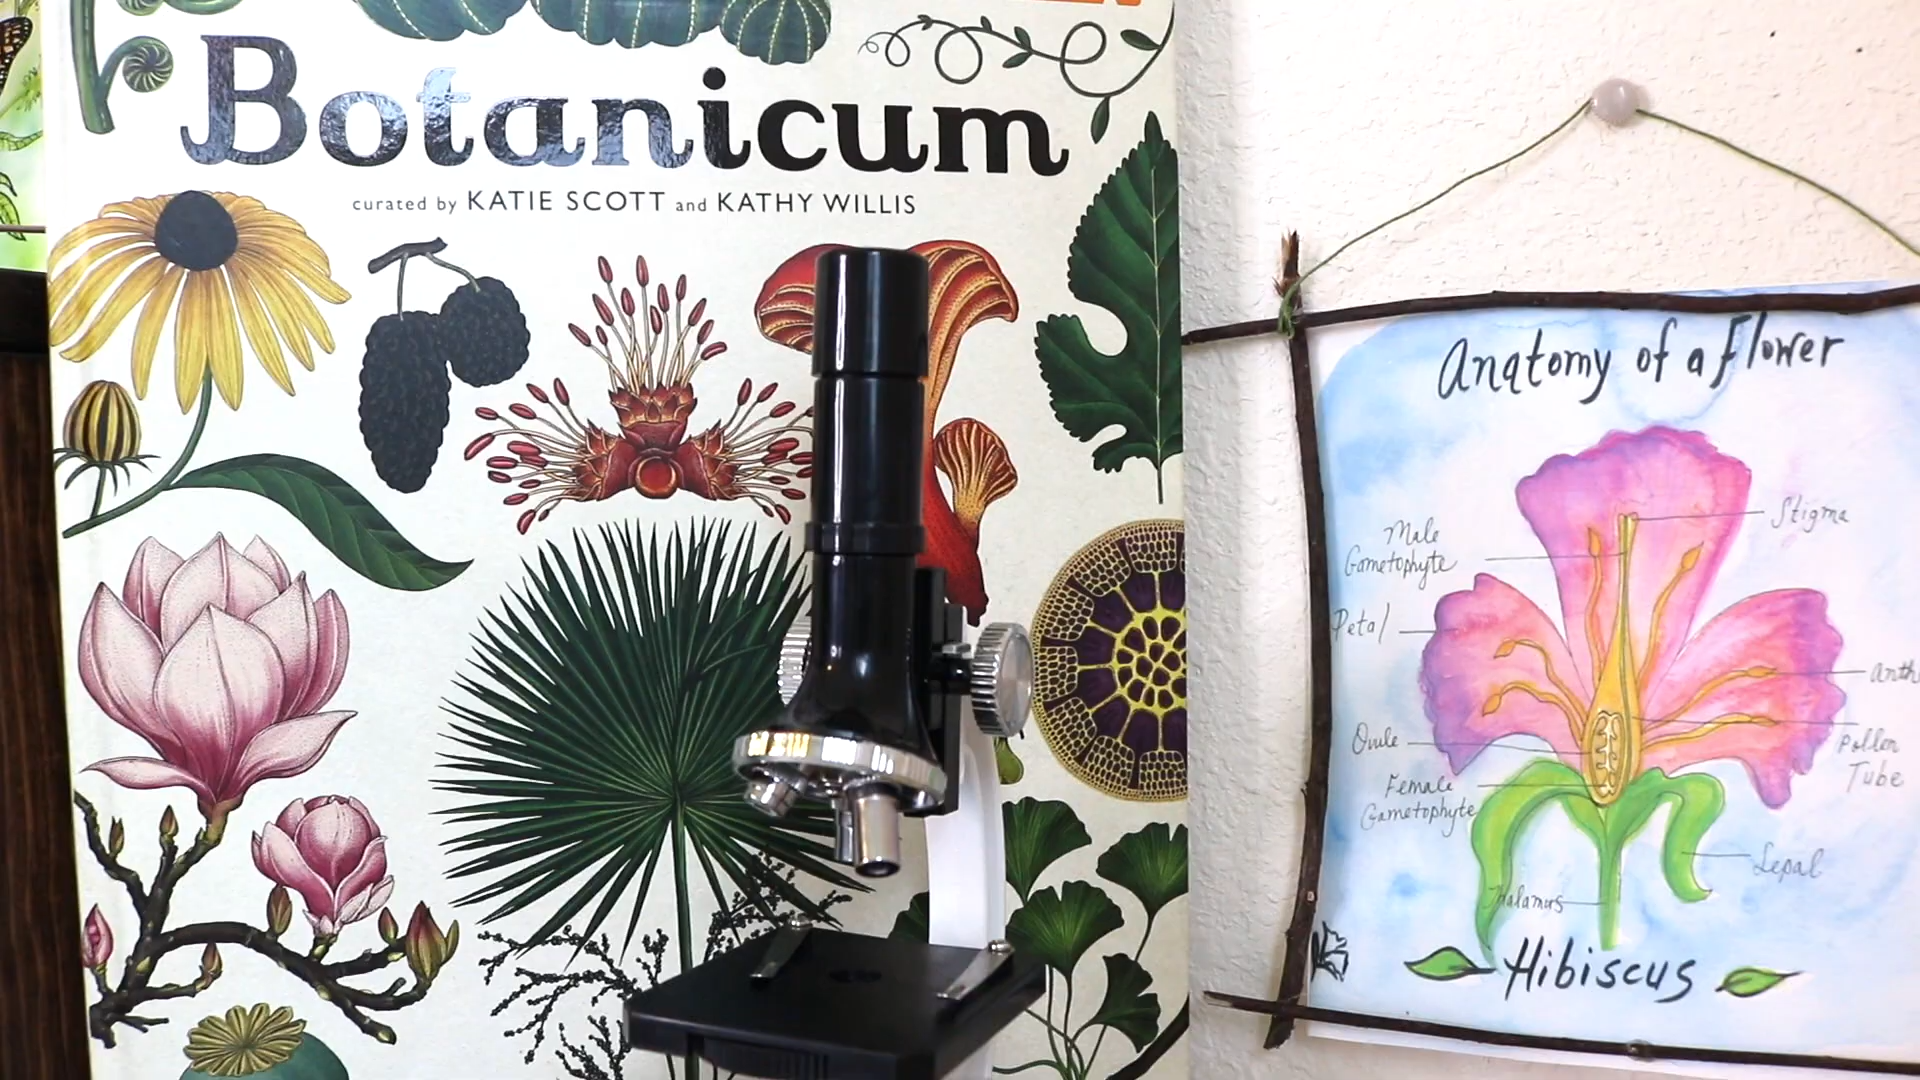 Botanicum
curated by KATIE SCOTT and KATHY WILLIS
Anatomy of a Flower
Stigma
Male
Gametophyte
Petal
Anth
Ovule
Pollen
Tube
Female
Gametophyte
Sepal
Thalamus
Hibiscus